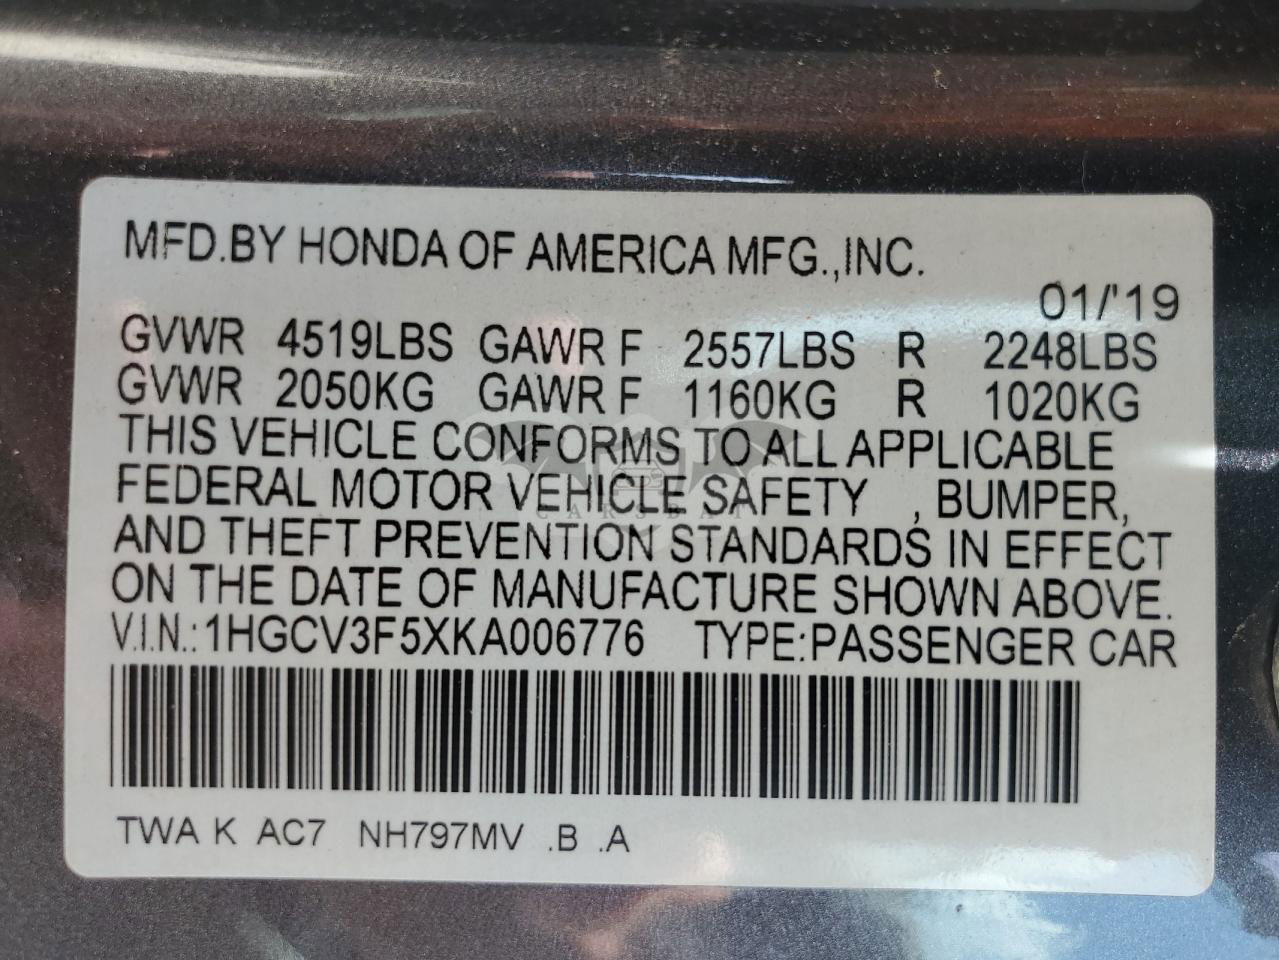 MFD.BY HONDA OF AMERICA MFG.,INC.
01/'19
GVWR 4519LBS GAWR F 2557LBS R 2248LBS
GVWR 2050KG GAWR F 1160KG R 1020KG
THIS VEHICLE CONFORMS TO ALL APPLICABLE
FEDERAL MOTOR VEHICLE SAFETY , BUMPER,
AND THEFT PREVENTION STANDARDS IN EFFECT
ON THE DATE OF MANUFACTURE SHOWN ABOVE.
V.I.N.:1HGCV3F5XKA006776 TYPE:PASSENGER CAR
TWA K AC7 NH797MV .B .A
CARSBAT